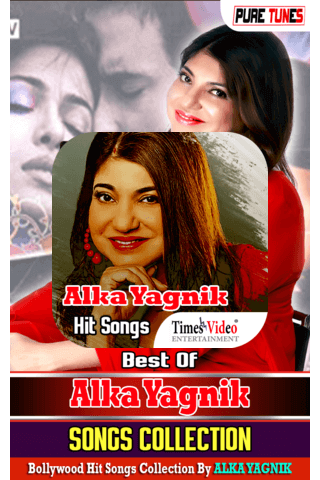 PURE TUNES
Alka Yagnik
Hit Songs
Times Video
ENTERTAINMENT
Best Of
Alka Yagnik
SONGS COLLECTION
Bollywood Hit Songs Collection By ALKA YAGNIK